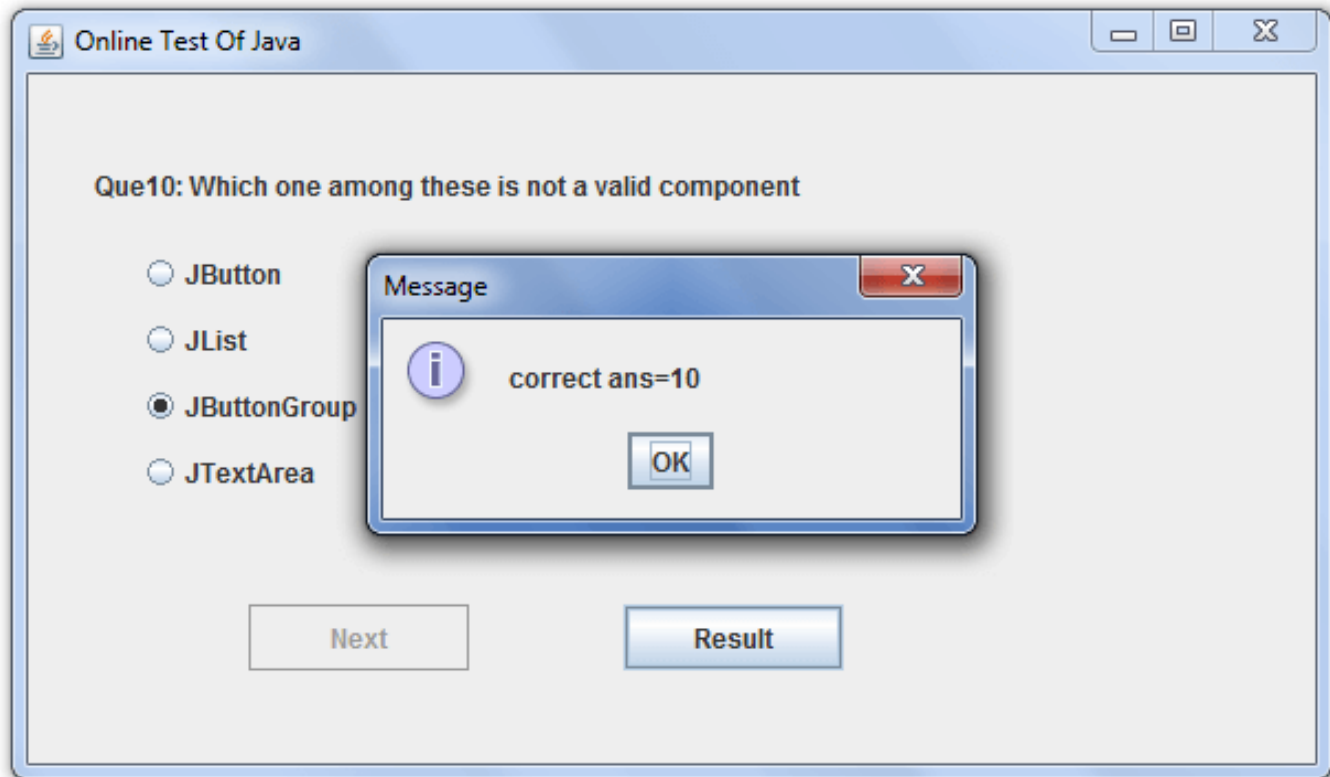 Online Test Of Java
Que10: Which one among these is not a valid component
JButton
JList
JButtonGroup
JTextArea
Message
correct ans=10
OK
Next
Result